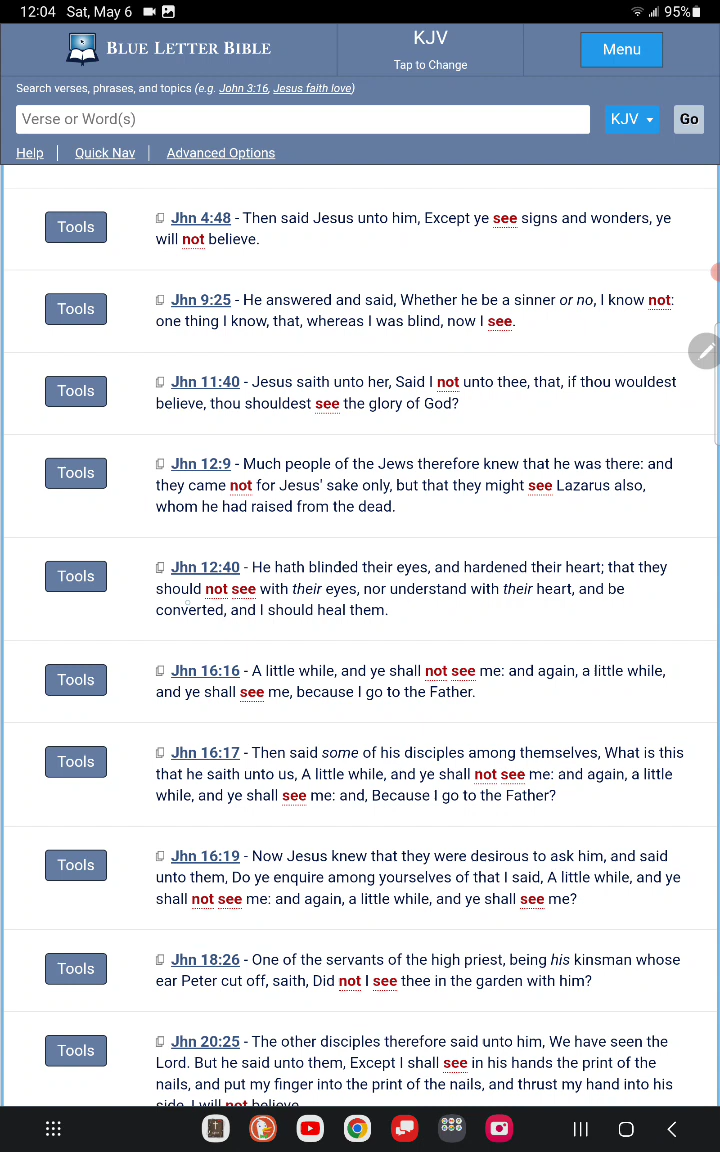 12:04 Sat, May 6 95%
BLUE LETTER BIBLE
KJV
Tap to Change
Menu
Search verses, phrases, and topics (e.g. John 3:16, Jesus faith love)
Verse or Word(s)
KJV
Go
Help
Quick Nav
Advanced Options
Tools
Jhn 4:48 - Then said Jesus unto him, Except ye see signs and wonders, ye
will not believe.
Tools
Jhn 9:25 - He answered and said, Whether he be a sinner or no, I know not:
one thing I know, that, whereas I was blind, now I see.
Tools
Jhn 11:40 - Jesus saith unto her, Said I not unto thee, that, if thou wouldest
believe, thou shouldest see the glory of God?
Tools
Jhn 12:9 - Much people of the Jews therefore knew that he was there: and
they came not for Jesus' sake only, but that they might see Lazarus also,
whom he had raised from the dead.
Tools
Jhn 12:40 - He hath blinded their eyes, and hardened their heart; that they
should not see with their eyes, nor understand with their heart, and be
converted, and I should heal them.
Tools
Jhn 16:16 - A little while, and ye shall not see me: and again, a little while,
and ye shall see me, because I go to the Father.
Tools
Jhn 16:17 - Then said some of his disciples among themselves, What is this
that he saith unto us, A little while, and ye shall not see me: and again, a little
while, and ye shall see me: and, Because I go to the Father?
Tools
Jhn 16:19 - Now Jesus knew that they were desirous to ask him, and said
unto them, Do ye enquire among yourselves of that I said, A little while, and ye
shall not see me: and again, a little while, and ye shall see me?
Tools
Jhn 18:26 - One of the servants of the high priest, being his kinsman whose
ear Peter cut off, saith, Did not I see thee in the garden with him?
Tools
Jhn 20:25 - The other disciples therefore said unto him, We have seen the
Lord. But he said unto them, Except I shall see in his hands the print of the
nails, and put my finger into the print of the nails, and thrust my hand into his
side, I will not believe.